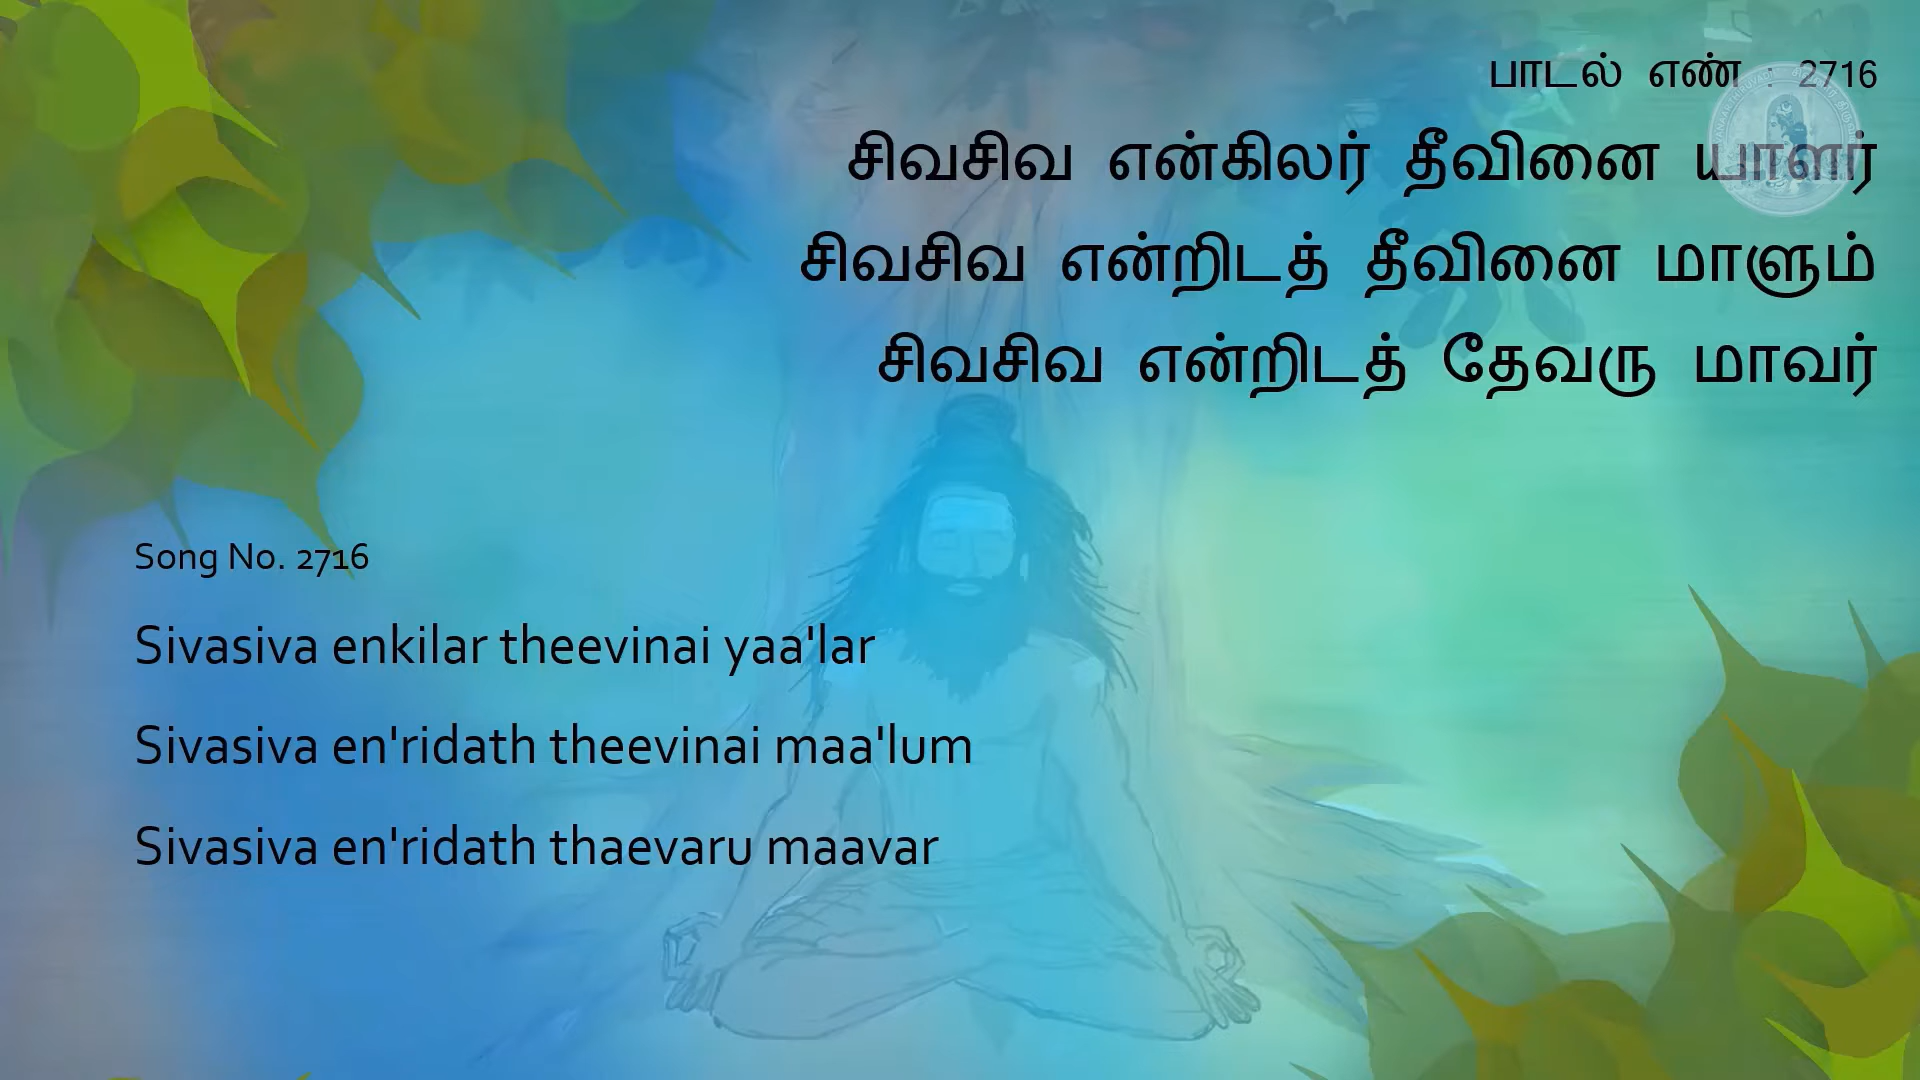 பாடல் எண் : 2716
சிவசிவ என்கிலர் தீவினை யாளர்
சிவசிவ என்றிடத் தீவினை மாளும்
சிவசிவ என்றிடத் தேவரு மாவர்
Song No. 2716
Sivasiva enkilar theevinai yaa'lar
Sivasiva en'ridath theevinai maa'lum
Sivasiva en'ridath thaevaru maavar